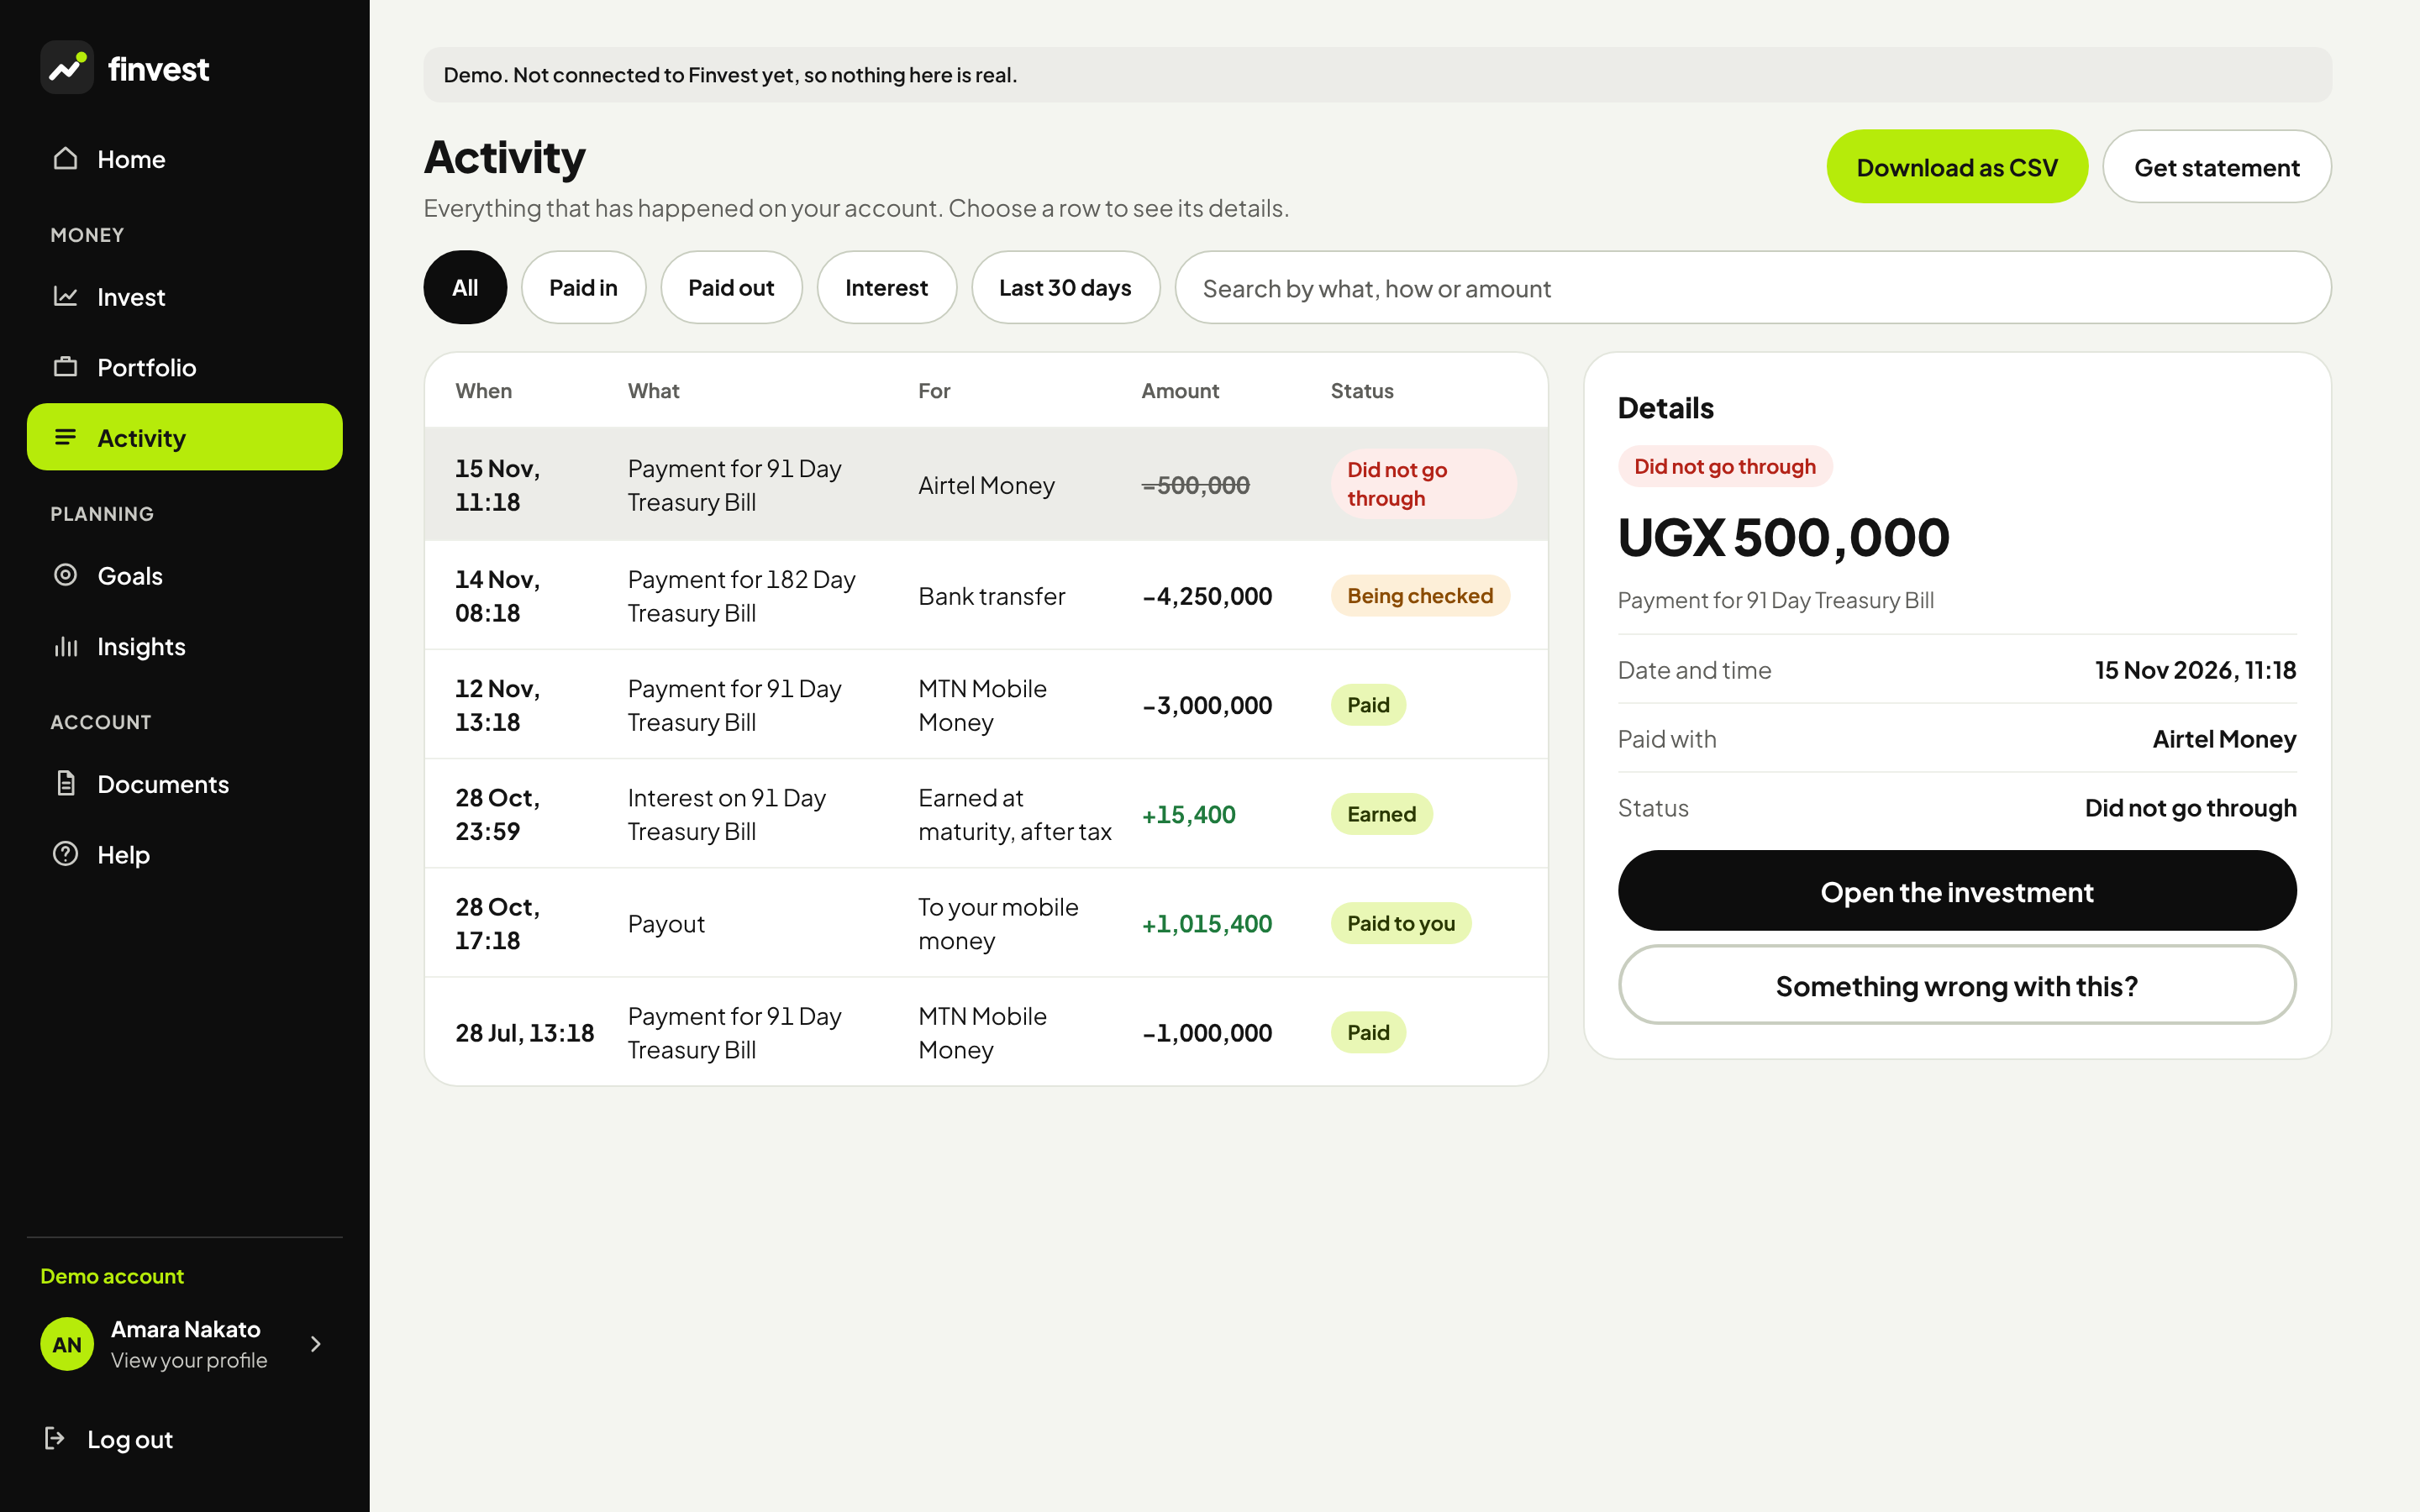 finvest
Home
MONEY
Invest
Portfolio
Activity
PLANNING
Goals
Insights
ACCOUNT
Documents
Help
Demo account
AN
Amara Nakato
View your profile
Log out
Demo. Not connected to Finvest yet, so nothing here is real.
Activity
Everything that has happened on your account. Choose a row to see its details.
Download as CSV
Get statement
All
Paid in
Paid out
Interest
Last 30 days
Search by what, how or amount
When What For Amount Status
15 Nov,
11:18
Payment for 91 Day
Treasury Bill
Airtel Money
−500,000
Did not go
through
14 Nov,
08:18
Payment for 182 Day
Treasury Bill
Bank transfer
−4,250,000
Being checked
12 Nov,
13:18
Payment for 91 Day
Treasury Bill
MTN Mobile
Money
−3,000,000
Paid
28 Oct,
23:59
Interest on 91 Day
Treasury Bill
Earned at
maturity, after tax
+15,400
Earned
28 Oct,
17:18
Payout
To your mobile
money
+1,015,400
Paid to you
28 Jul, 13:18
Payment for 91 Day
Treasury Bill
MTN Mobile
Money
−1,000,000
Paid
Details
Did not go through
UGX 500,000
Payment for 91 Day Treasury Bill
Date and time 15 Nov 2026, 11:18
Paid with Airtel Money
Status Did not go through
Open the investment
Something wrong with this?